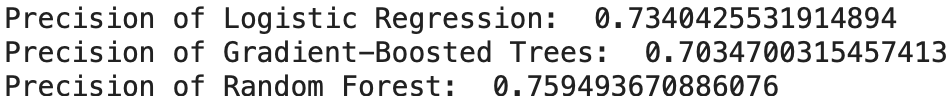 Precision of Logistic Regression:  0.7340425531914894
Precision of Gradient-Boosted Trees:  0.7034700315457413
Precision of Random Forest:  0.759493670886076